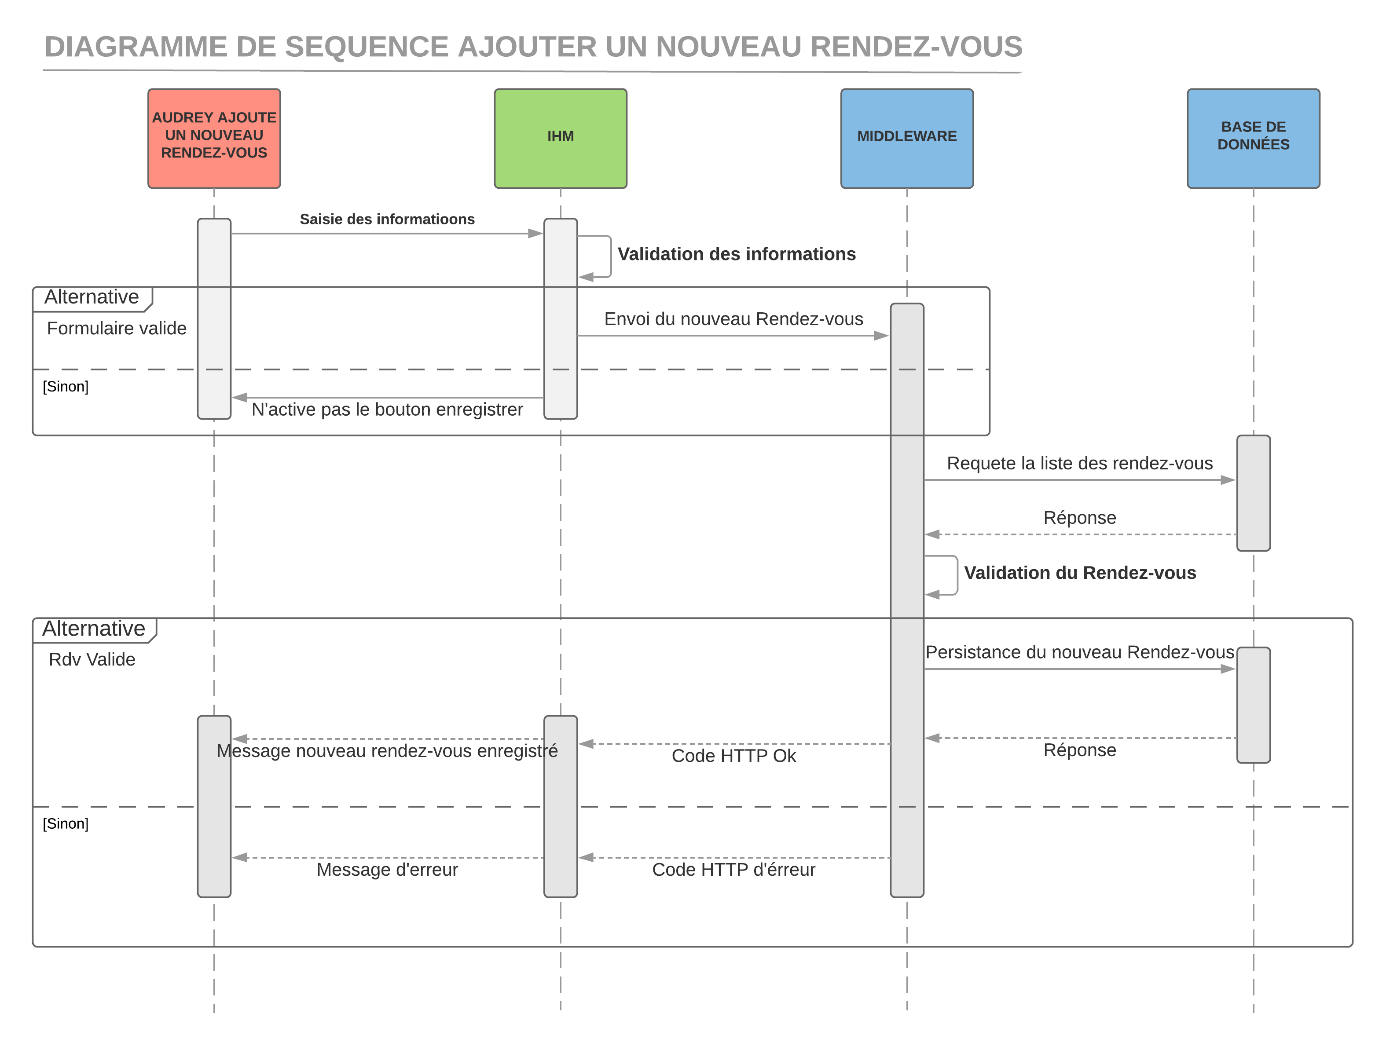 DIAGRAMME DE SEQUENCE AJOUTER UN NOUVEAU RENDEZ-VOUS
AUDREY AJOUTE
UN NOUVEAU
RENDEZ-VOUS
IHM
MIDDLEWARE
BASE DE
DONNÉES
Saisie des informatioons
Validation des informations
Alternative
Formulaire valide
Envoi du nouveau Rendez-vous
[Sinon]
N'active pas le bouton enregistrer
Requete la liste des rendez-vous
Réponse
Validation du Rendez-vous
Alternative
Rdv Valide
Persistance du nouveau Rendez-vous
Message nouveau rendez-vous enregistré
Code HTTP Ok
Réponse
[Sinon]
Message d'erreur
Code HTTP d'érreur